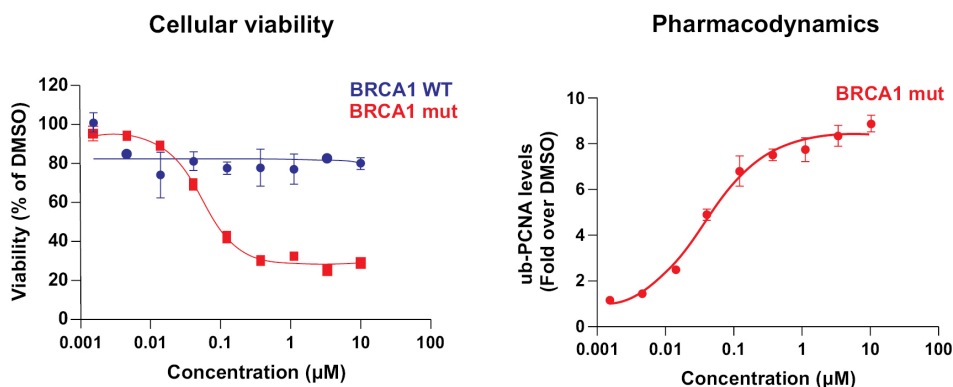 Cellular viability
BRCA1 WT
BRCA1 mut
Viability (% of DMSO)
120
100
80
60
40
20
0
0.001
0.01
0.1
1
10
100
Concentration (µM)
Pharmacodynamics
BRCA1 mut
ub-PCNA levels
(Fold over DMSO)
10
8
6
4
2
0
0.001
0.01
0.1
1
10
100
Concentration (µM)